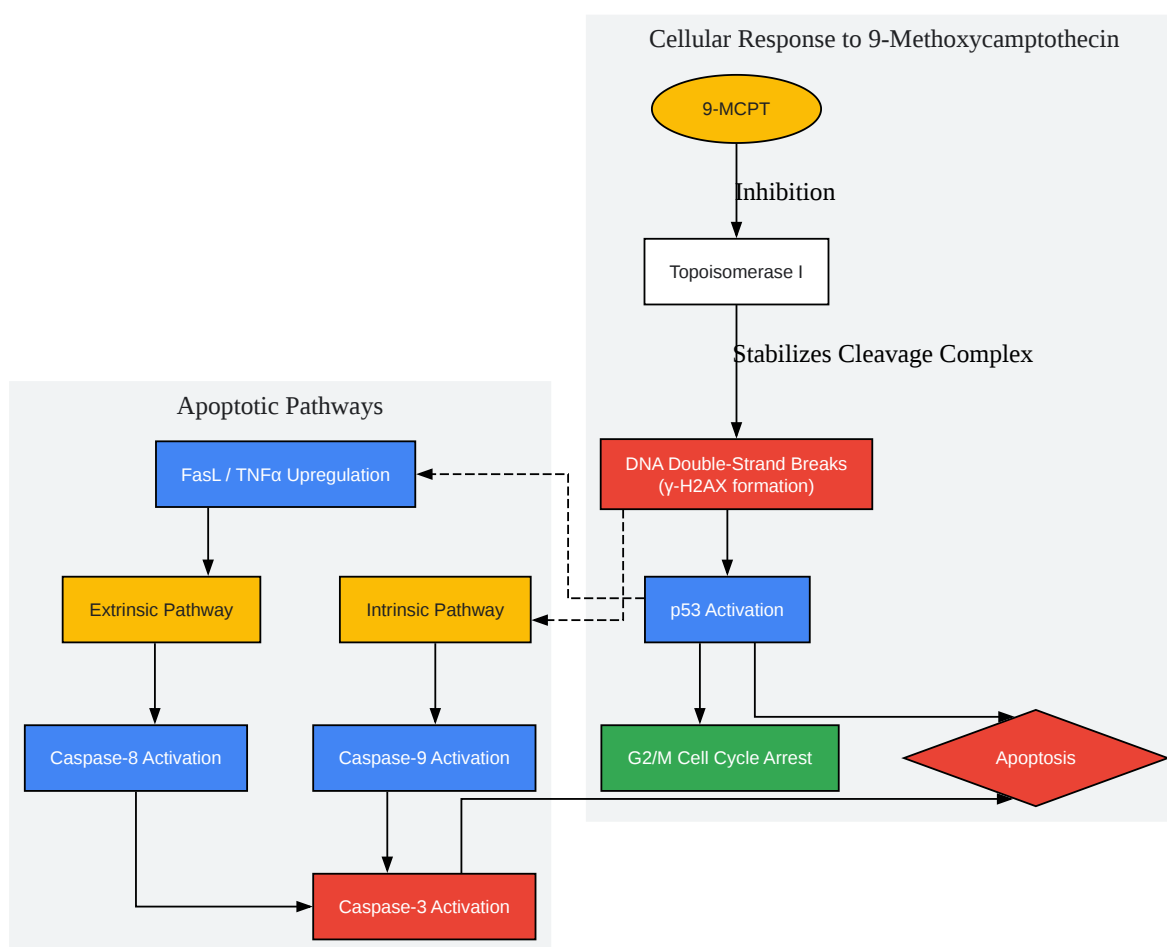 Cellular Response to 9-Methoxycamptothecin
9-MCPT
Inhibition
Topoisomerase I
Stabilizes Cleavage Complex
Apoptotic Pathways
DNA Double-Strand Breaks
(γ-H2AX formation)
FasL / TNFα Upregulation
Extrinsic Pathway
Intrinsic Pathway
p53 Activation
Caspase-8 Activation
Caspase-9 Activation
G2/M Cell Cycle Arrest
Apoptosis
Caspase-3 Activation